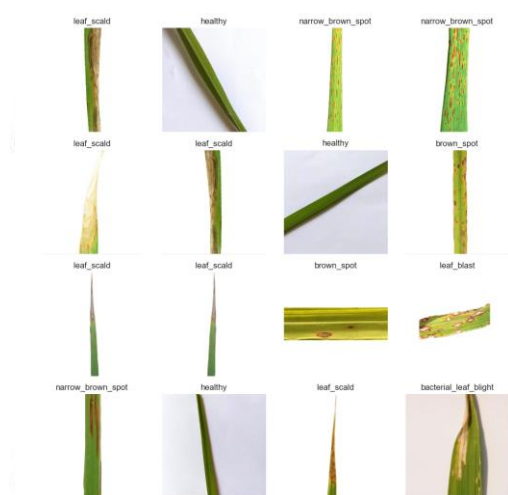 leaf_scald healthy narrow_brown_spot narrow_brown_spot
leaf_scald leaf_scald healthy brown_spot
leaf_scald leaf_scald brown_spot leaf_blast
narrow_brown_spot healthy leaf_scald bacterial_leaf_blight